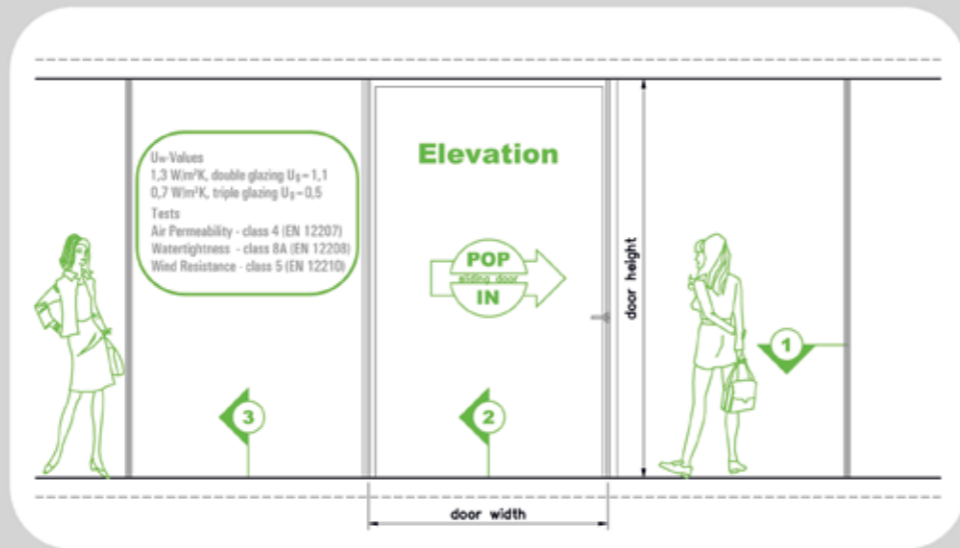 Uw-Values
1,3 W/m²K, double glazing Ug=1,1
0,7 W/m²K, triple glazing Ug=0,5
Tests
Air Permeability - class 4 (EN 12207)
Watertightness - class 8A (EN 12208)
Wind Resistance - class 5 (EN 12210)
Elevation
POP
sliding door
IN
door height
1
3
2
door width